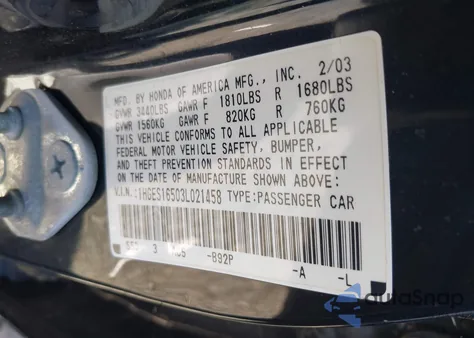 MFG. BY HONDA OF AMERICA MFG., INC. 2/03
GVWR 3440LBS GAWR F 1810LBS R 1680LBS
GVWR 1560KG GAWR F 820KG R 760KG
THIS VEHICLE CONFORMS TO ALL APPLICABLE
FEDERAL MOTOR VEHICLE SAFETY, BUMPER,
AND THEFT PREVENTION STANDARDS IN EFFECT
ON THE DATE OF MANUFACTURE SHOWN ABOVE.
V.I.N.:1HGES16503L021458 TYPE:PASSENGER CAR
3 -B92P -A -L
autoSnap